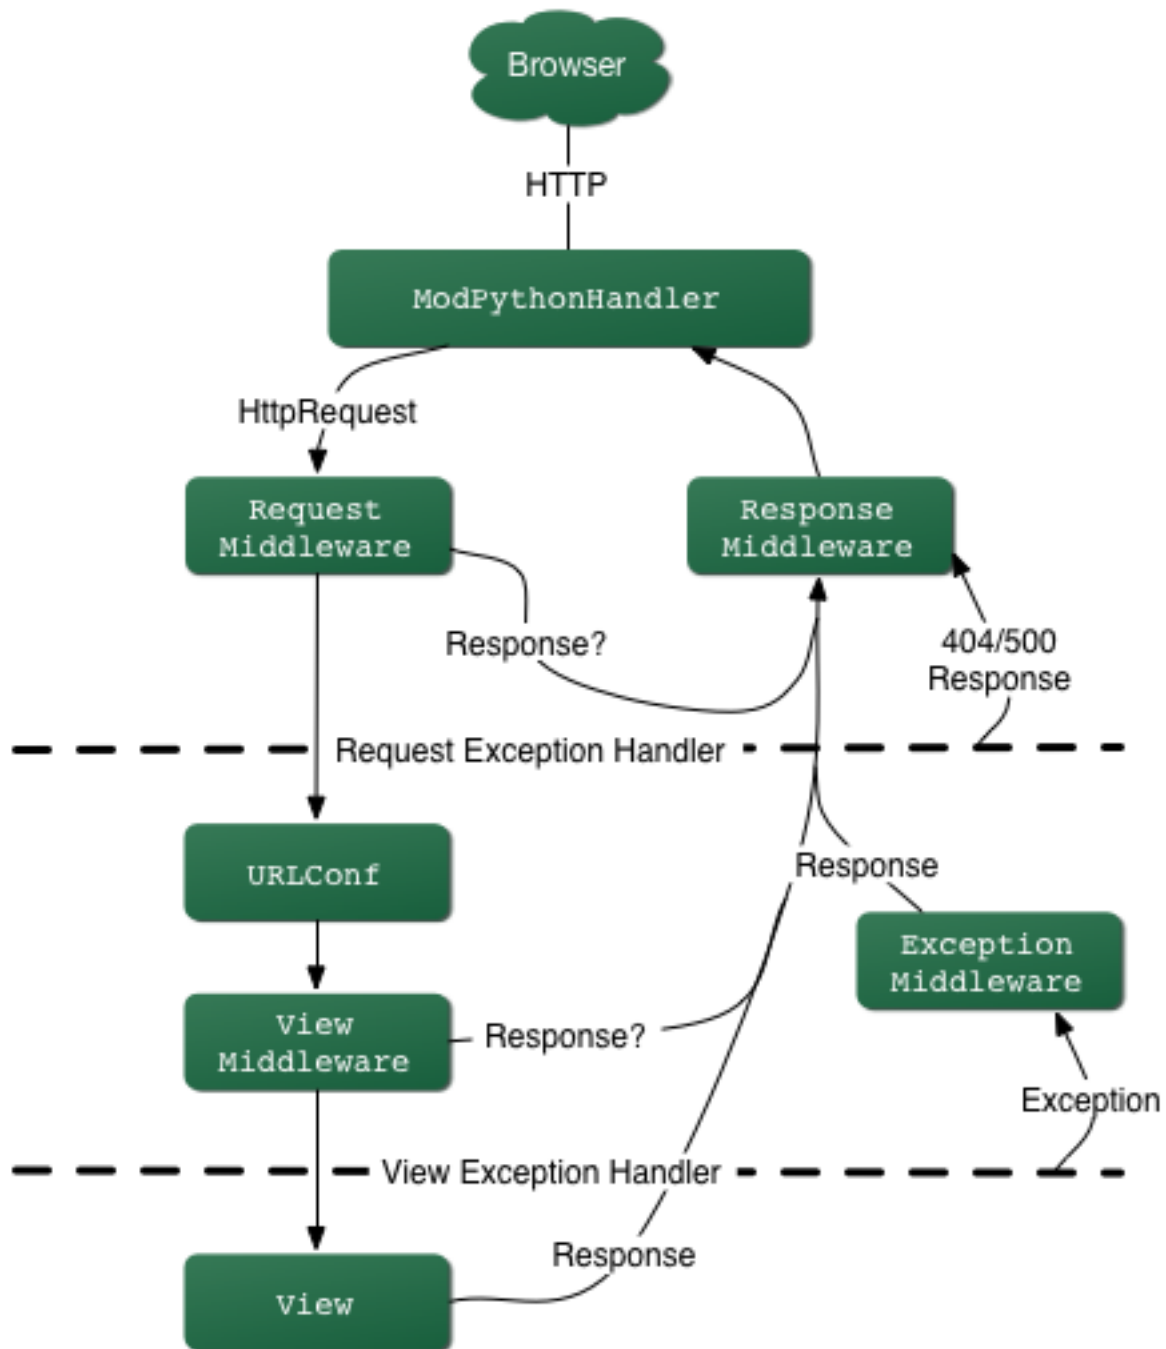 Browser
HTTP
ModPythonHandler
HttpRequest
Request
Middleware
Response
Middleware
Response?
404/500
Response
Request Exception Handler
URLConf
Response
Exception
Middleware
View
Middleware
Response?
Exception
View Exception Handler
Response
View